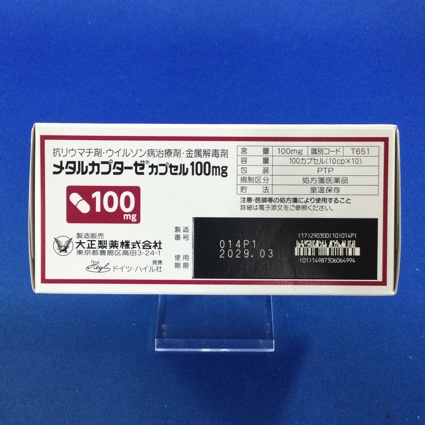 抗リウマチ剤・ウイルソン病治療剤・金属解毒剤
メタルカプターゼ®カプセル100mg
100mg
含量 100mg 識別コード T651
容量 100カプセル(10cp×10)
包装 PTP
規制区分 処方箋医薬品
貯法 室温保存
注意-医師等の処方箋により使用すること
詳細は電子添文をご参照ください。
製造販売
大正製薬株式会社
東京都豊島区高田3-24-1
提携
ドイツ・ハイル社
製造番号 014P1
使用期限 2029.03
(17)290300(10)014P1
(01)14987306064994